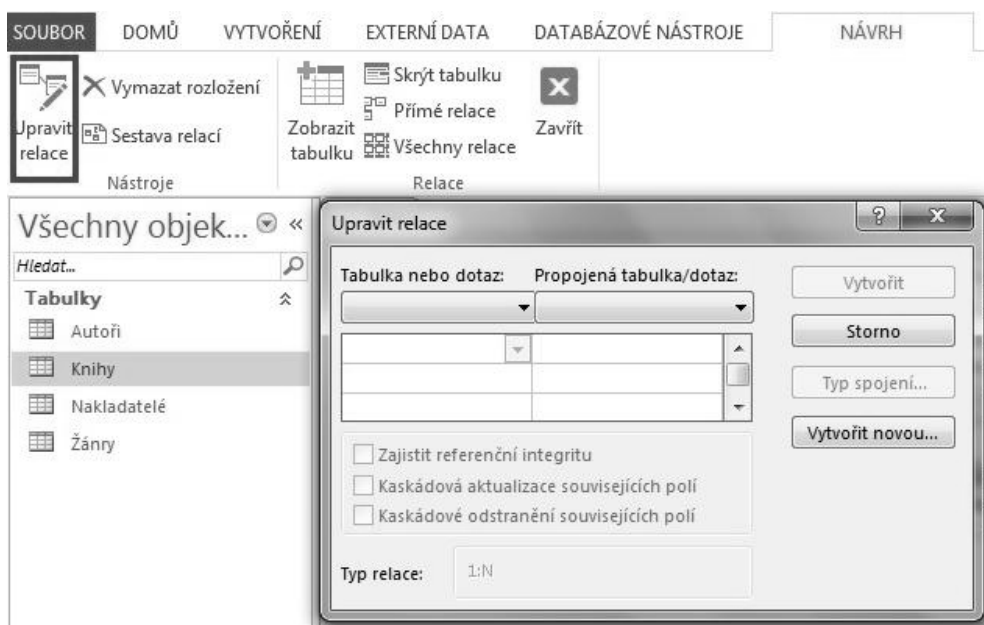 SOUBOR DOMŮ VYTVOŘENÍ EXTERNÍ DATA DATABÁZOVÉ NÁSTROJE NÁVRH
Upravit relace
Vymazat rozložení
Sestava relací
Nástroje
Zobrazit tabulku
Skrýt tabulku
Přímé relace
Všechny relace
Relace
Zavřít
Všechny objek...
Hledat...
Tabulky
Autoři
Knihy
Nakladatelé
Žánry
Upravit relace
Tabulka nebo dotaz: Propojená tabulka/dotaz:
Vytvořit
Storno
Typ spojení...
Vytvořit novou...
Zajistit referenční integritu
Kaskádová aktualizace souvisejících polí
Kaskádové odstranění souvisejících polí
Typ relace: 1:N